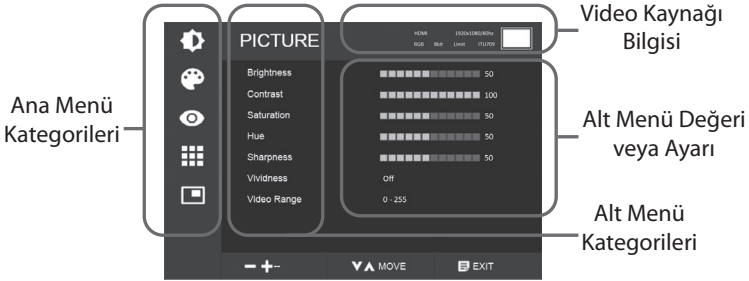 Video Kaynağı
Bilgisi
PICTURE
HDMI 1920x1080/60hz
RGB 8bit Limit ITU709
Ana Menü
Kategorileri
Brightness 50
Contrast 100
Saturation 50
Hue 50
Sharpness 50
Vividness Off
Video Range 0 - 255
Alt Menü Değeri
veya Ayarı
Alt Menü
Kategorileri
MOVE EXIT